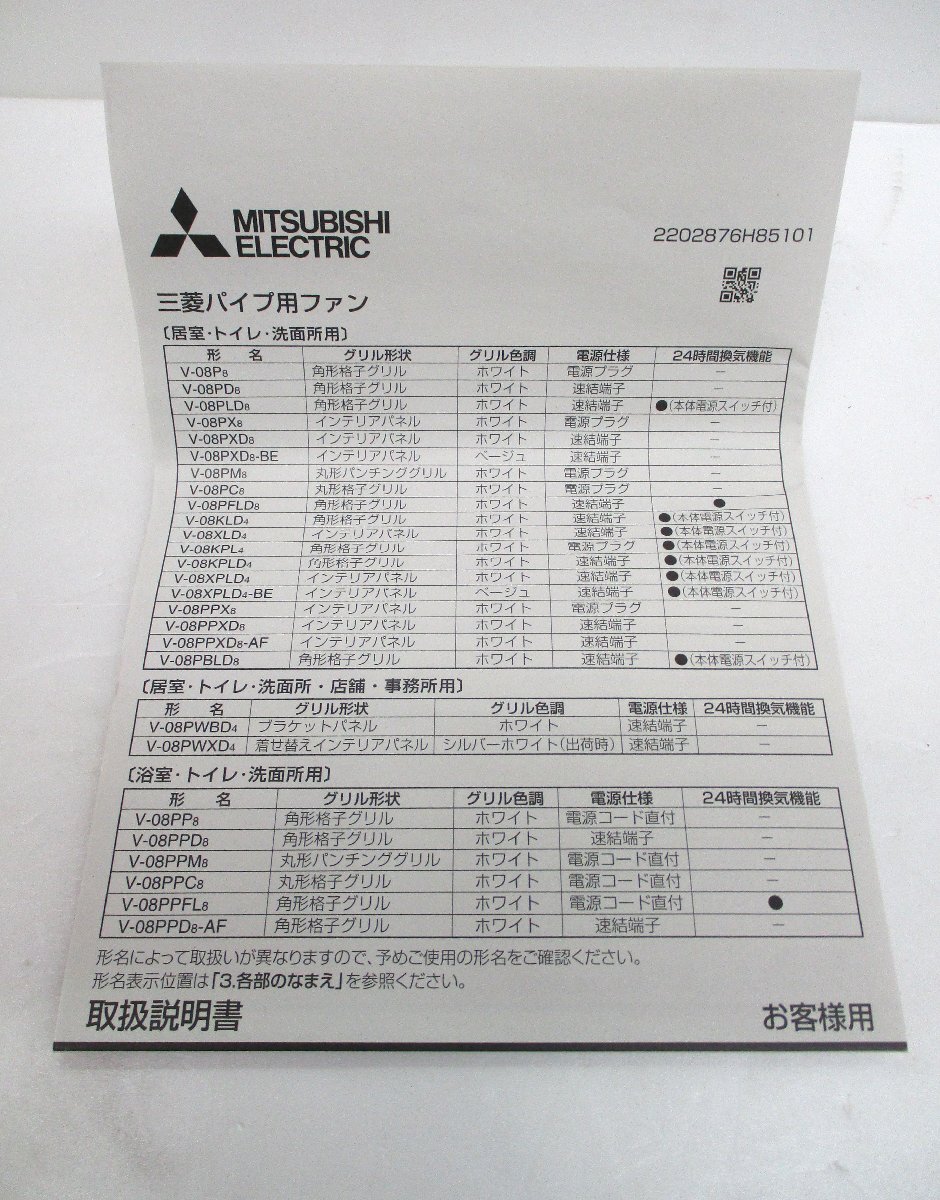 MITSUBISHI
ELECTRIC
2202876H85101
三菱パイプ用ファン
〔居室・トイレ・洗面所用〕
形 名 グリル形状 グリル色調 電源仕様 24時間換気機能
V-08P8 角形格子グリル ホワイト 電源プラグ −
V-08PD8 角形格子グリル ホワイト 速結端子 −
V-08PLD8 角形格子グリル ホワイト 速結端子 ●(本体電源スイッチ付)
V-08PX8 インテリアパネル ホワイト 電源プラグ −
V-08PXD8 インテリアパネル ホワイト 速結端子 −
V-08PXD8-BE インテリアパネル ベージュ 速結端子 −
V-08PM8 丸形パンチンググリル ホワイト 電源プラグ −
V-08PC8 丸形格子グリル ホワイト 電源プラグ −
V-08PFLD8 角形格子グリル ホワイト 速結端子 ●
V-08KLD4 角形格子グリル ホワイト 速結端子 ●(本体電源スイッチ付)
V-08XLD4 インテリアパネル ホワイト 速結端子 ●(本体電源スイッチ付)
V-08KPL4 角形格子グリル ホワイト 電源プラグ ●(本体電源スイッチ付)
V-08KPLD4 角形格子グリル ホワイト 速結端子 ●(本体電源スイッチ付)
V-08XPLD4 インテリアパネル ホワイト 速結端子 ●(本体電源スイッチ付)
V-08XPLD4-BE インテリアパネル ベージュ 速結端子 ●(本体電源スイッチ付)
V-08PPX8 インテリアパネル ホワイト 電源プラグ −
V-08PPXD8 インテリアパネル ホワイト 速結端子 −
V-08PPXD8-AF インテリアパネル ホワイト 速結端子 −
V-08PBLD8 角形格子グリル ホワイト 速結端子 ●(本体電源スイッチ付)
〔居室・トイレ・洗面所・店舗・事務所用〕
形 名 グリル形状 グリル色調 電源仕様 24時間換気機能
V-08PWBD4 ブラケットパネル ホワイト 速結端子 −
V-08PWXD4 着せ替えインテリアパネル シルバーホワイト(出荷時) 速結端子 −
〔浴室・トイレ・洗面所用〕
形 名 グリル形状 グリル色調 電源仕様 24時間換気機能
V-08PP8 角形格子グリル ホワイト 電源コード直付 −
V-08PPD8 角形格子グリル ホワイト 速結端子 −
V-08PPM8 丸形パンチンググリル ホワイト 電源コード直付 −
V-08PPC8 丸形格子グリル ホワイト 電源コード直付 −
V-08PPFL8 角形格子グリル ホワイト 電源コード直付 ●
V-08PPD8-AF 角形格子グリル ホワイト 速結端子 −
形名によって取扱いが異なりますので、予めご使用の形名をご確認ください。
形名表示位置は「3.各部のなまえ」を参照ください。
取扱説明書 お客様用